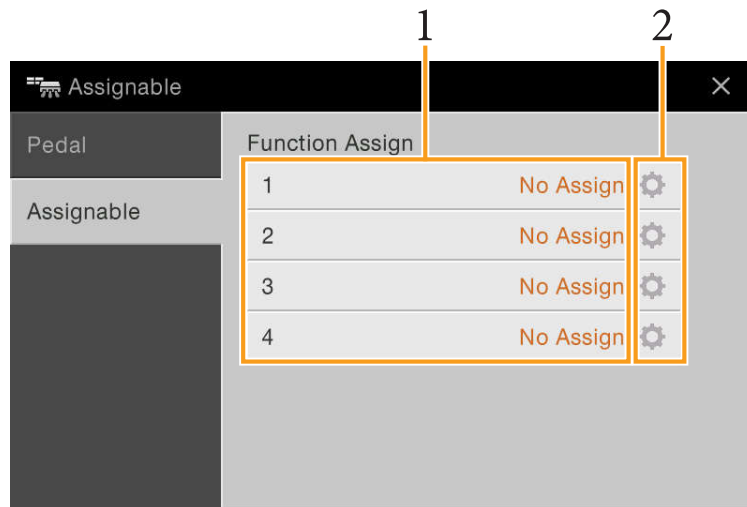 1 2
Assignable
Pedal Function Assign
1 No Assign
Assignable
2 No Assign
3 No Assign
4 No Assign